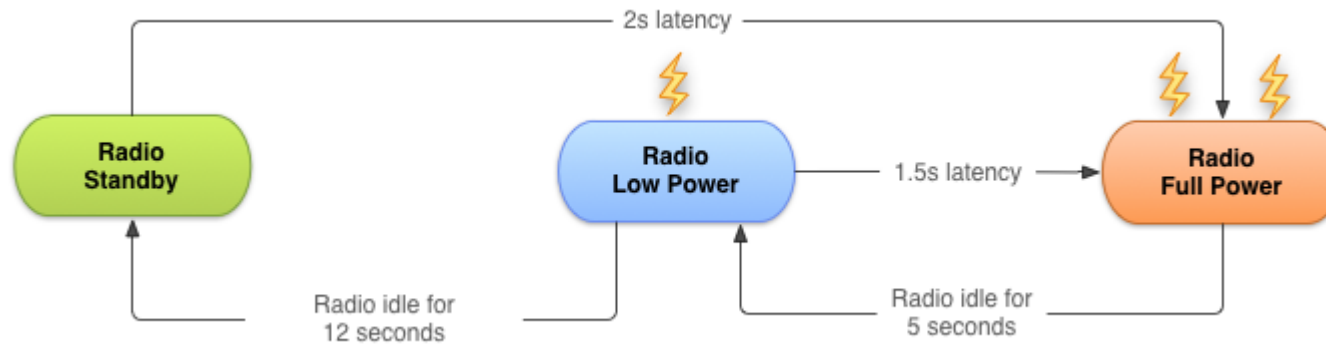 2s latency
Radio
Standby
Radio
Low Power
1.5s latency
Radio
Full Power
Radio idle for
12 seconds
Radio idle for
5 seconds